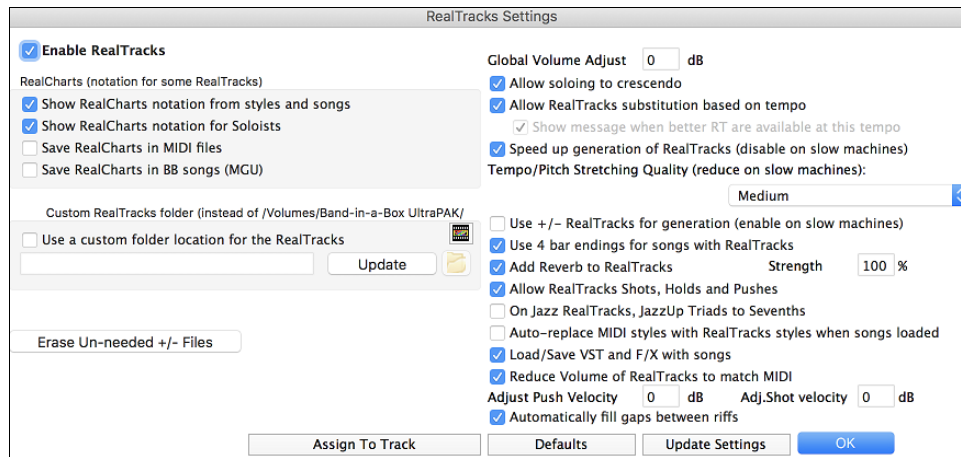 RealTracks Settings
Enable RealTracks
RealCharts (notation for some RealTracks)
Show RealCharts notation from styles and songs
Show RealCharts notation for Soloists
Save RealCharts in MIDI files
Save RealCharts in BB songs (MGU)
Custom RealTracks folder (instead of /Volumes/Band-in-a-Box UltraPAK/
Use a custom folder location for the RealTracks
Update
Erase Un-needed +/- Files
Global Volume Adjust 0 dB
Allow soloing to crescendo
Allow RealTracks substitution based on tempo
Show message when better RT are available at this tempo
Speed up generation of RealTracks (disable on slow machines)
Tempo/Pitch Stretching Quality (reduce on slow machines):
Medium
Use +/- RealTracks for generation (enable on slow machines)
Use 4 bar endings for songs with RealTracks
Add Reverb to RealTracks Strength 100 %
Allow RealTracks Shots, Holds and Pushes
On Jazz RealTracks, JazzUp Triads to Sevenths
Auto-replace MIDI styles with RealTracks styles when songs loaded
Load/Save VST and F/X with songs
Reduce Volume of RealTracks to match MIDI
Adjust Push Velocity 0 dB Adj.Shot velocity 0 dB
Automatically fill gaps between riffs
Assign To Track Defaults Update Settings OK